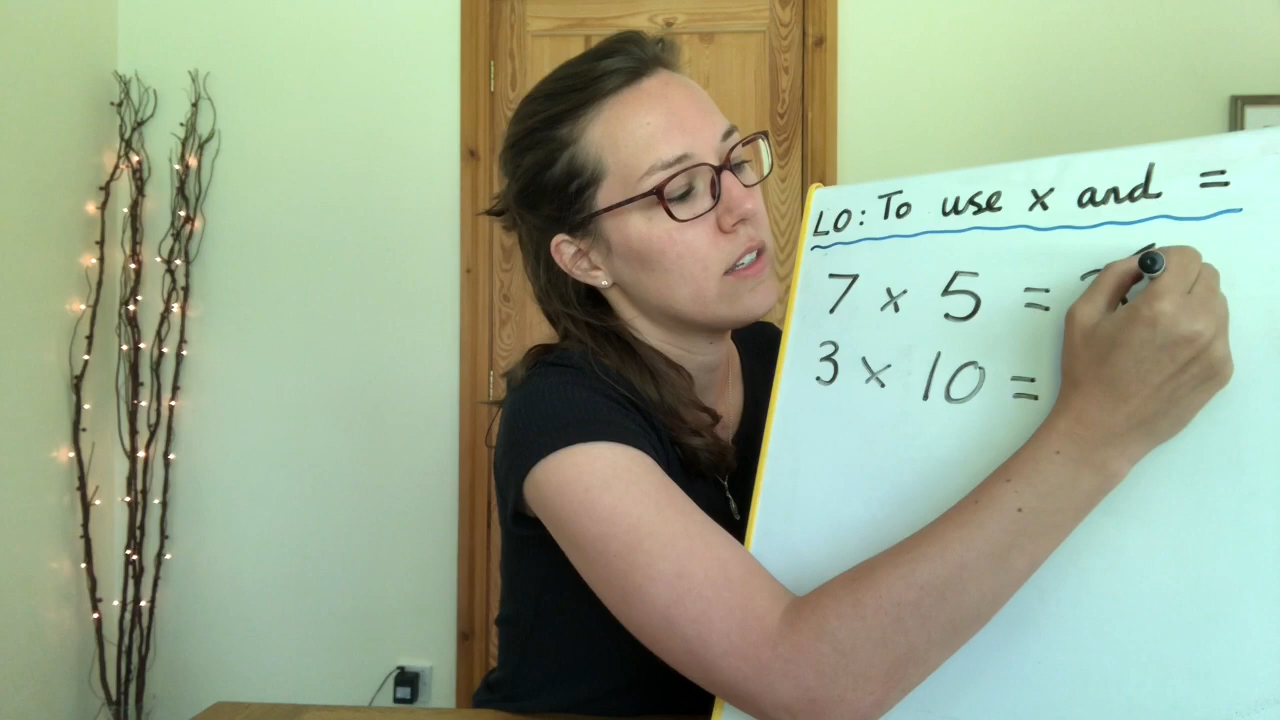 LO: To use x and =
7 x 5 =
3 x 10 =